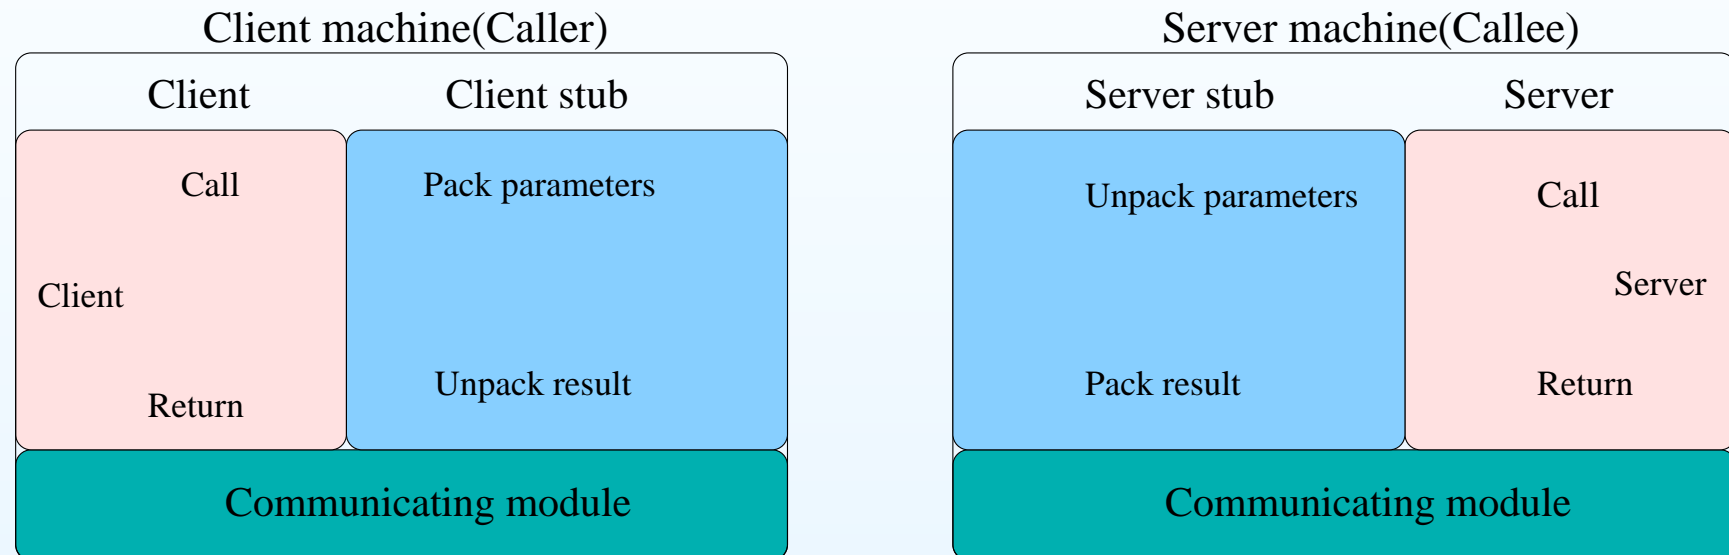 Client machine(Caller)
Client
Client stub
Call
Pack parameters
Client
Unpack result
Return
Communicating module
Server machine(Callee)
Server stub
Server
Unpack parameters
Call
Server
Pack result
Return
Communicating module